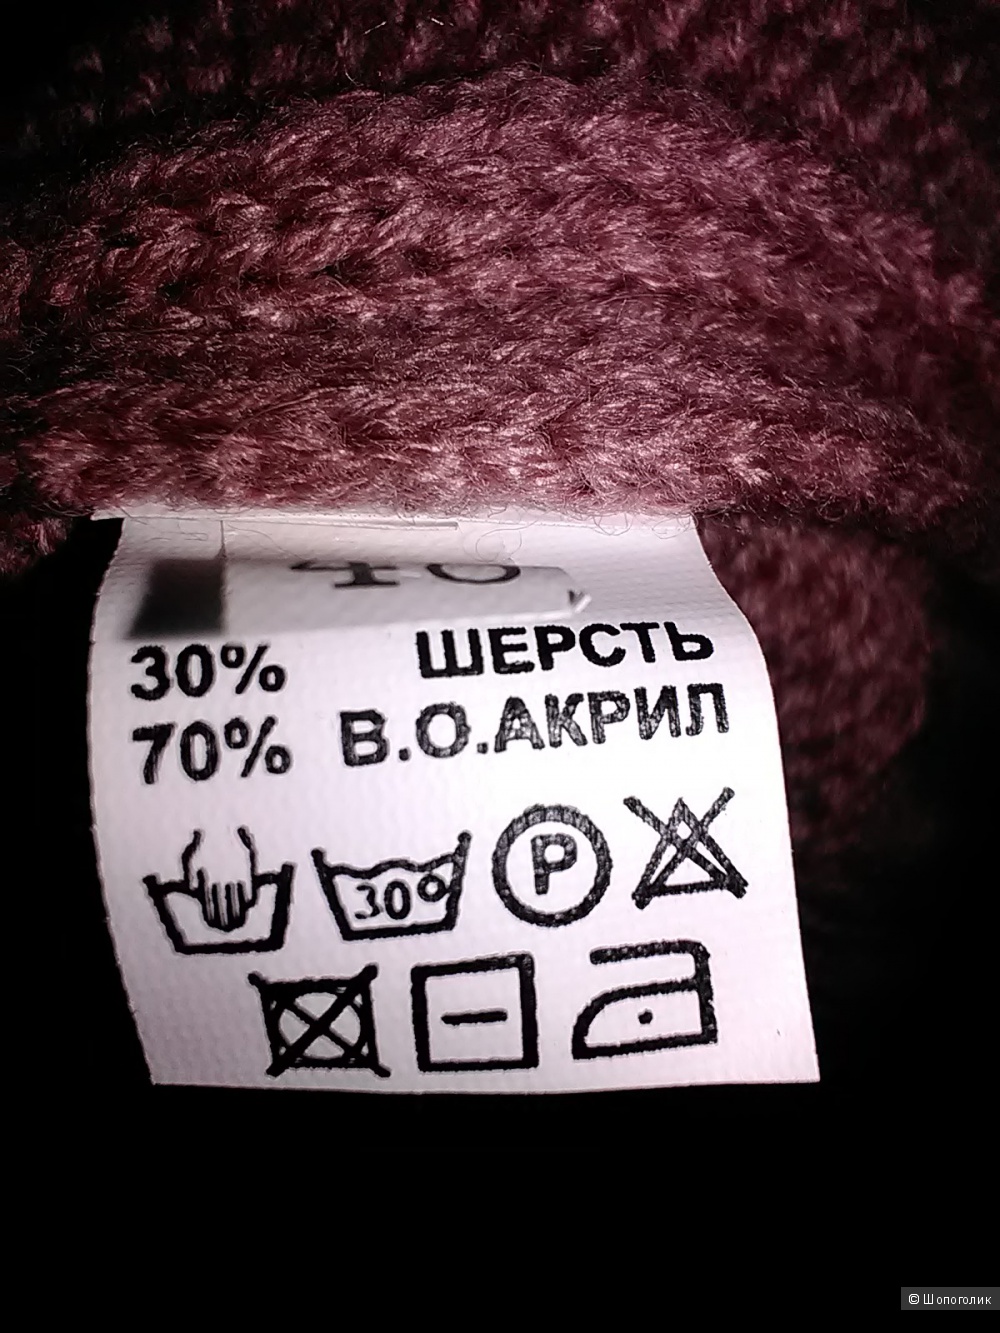 30% ШЕРСТЬ
70% В.О.АКРИЛ
30°
P
© Шопоголик